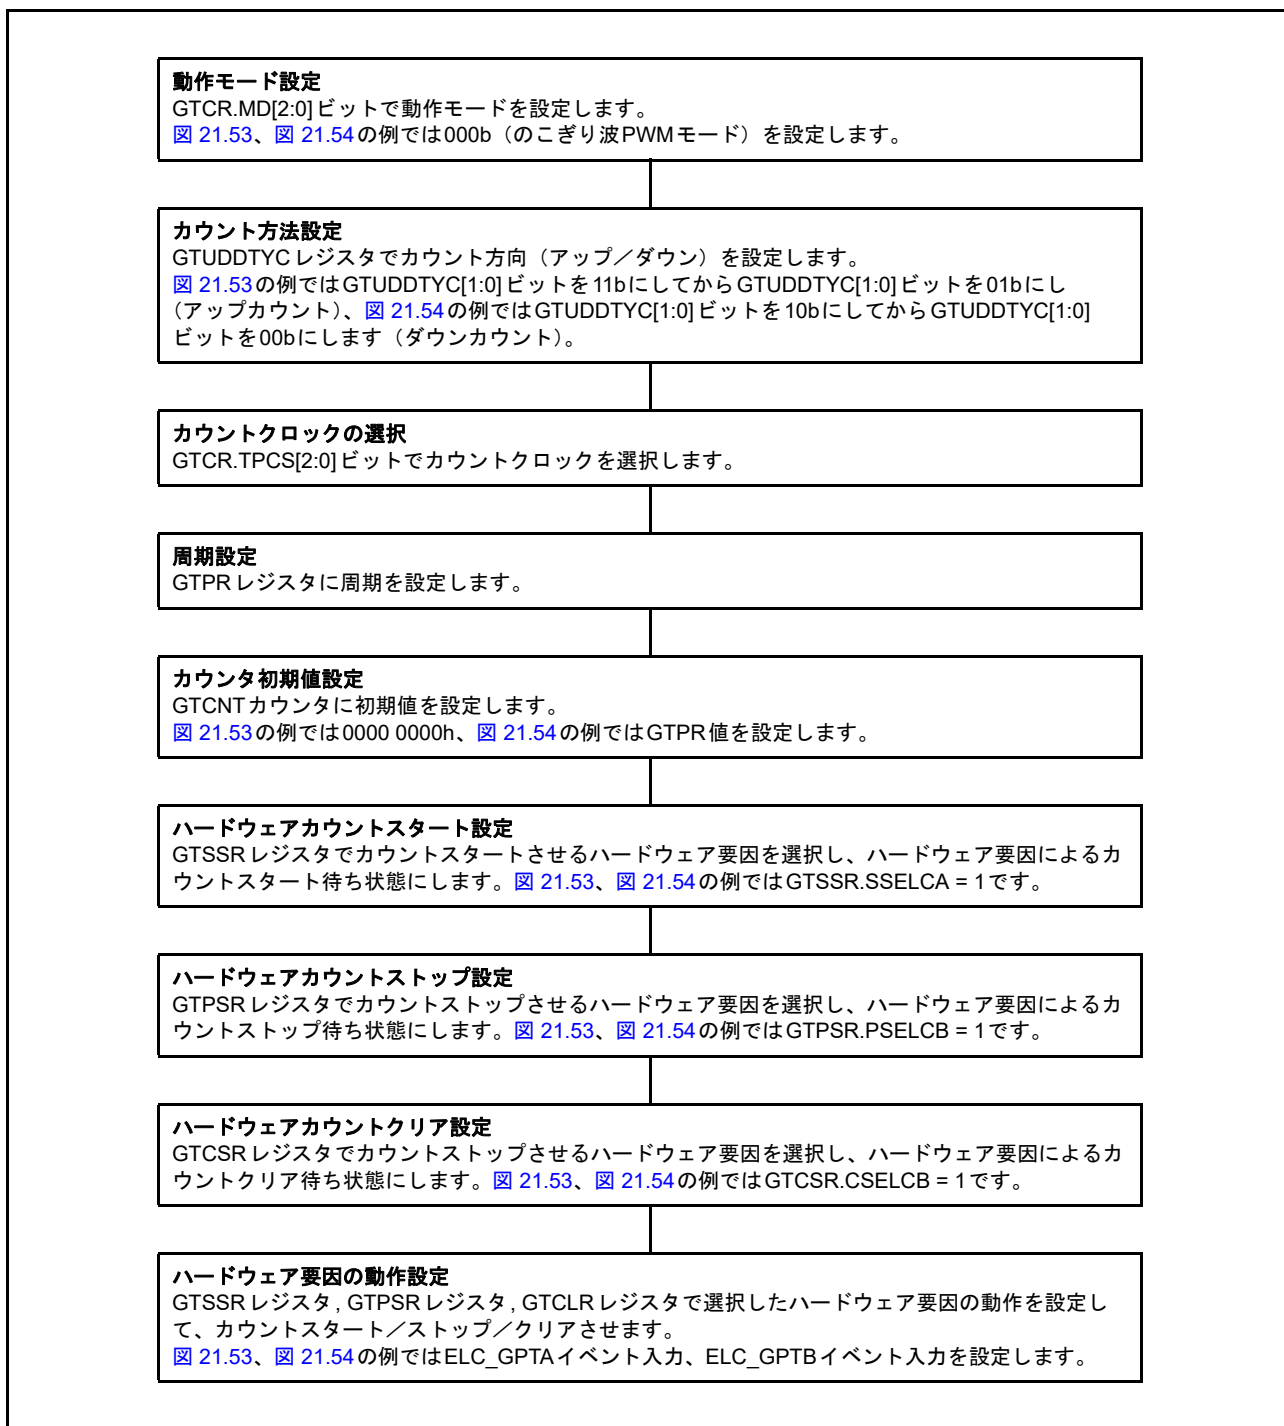 動作モード設定
GTCR.MD[2:0]ビットで動作モードを設定します。
図 21.53、図 21.54の例では000b（のこぎり波PWMモード）を設定します。
カウント方法設定
GTUDDTYCレジスタでカウント方向（アップ／ダウン）を設定します。
図 21.53の例ではGTUDDTYC[1:0]ビットを11bにしてからGTUDDTYC[1:0]ビットを01bにし
（アップカウント）、図 21.54の例ではGTUDDTYC[1:0]ビットを10bにしてからGTUDDTYC[1:0]
ビットを00bにします（ダウンカウント）。
カウントクロックの選択
GTCR.TPCS[2:0]ビットでカウントクロックを選択します。
周期設定
GTPRレジスタに周期を設定します。
カウンタ初期値設定
GTCNTカウンタに初期値を設定します。
図 21.53の例では0000 0000h、図 21.54の例ではGTPR値を設定します。
ハードウェアカウントスタート設定
GTSSRレジスタでカウントスタートさせるハードウェア要因を選択し、ハードウェア要因によるカ
ウントスタート待ち状態にします。図 21.53、図 21.54の例ではGTSSR.SSELCA = 1です。
ハードウェアカウントストップ設定
GTPSRレジスタでカウントストップさせるハードウェア要因を選択し、ハードウェア要因によるカ
ウントストップ待ち状態にします。図 21.53、図 21.54の例ではGTPSR.PSELCB = 1です。
ハードウェアカウントクリア設定
GTCSRレジスタでカウントストップさせるハードウェア要因を選択し、ハードウェア要因によるカ
ウントクリア待ち状態にします。図 21.53、図 21.54の例ではGTCSR.CSELCB = 1です。
ハードウェア要因の動作設定
GTSSRレジスタ, GTPSRレジスタ, GTCLRレジスタで選択したハードウェア要因の動作を設定し
て、カウントスタート／ストップ／クリアさせます。
図 21.53、図 21.54の例ではELC_GPTAイベント入力、ELC_GPTBイベント入力を設定します。